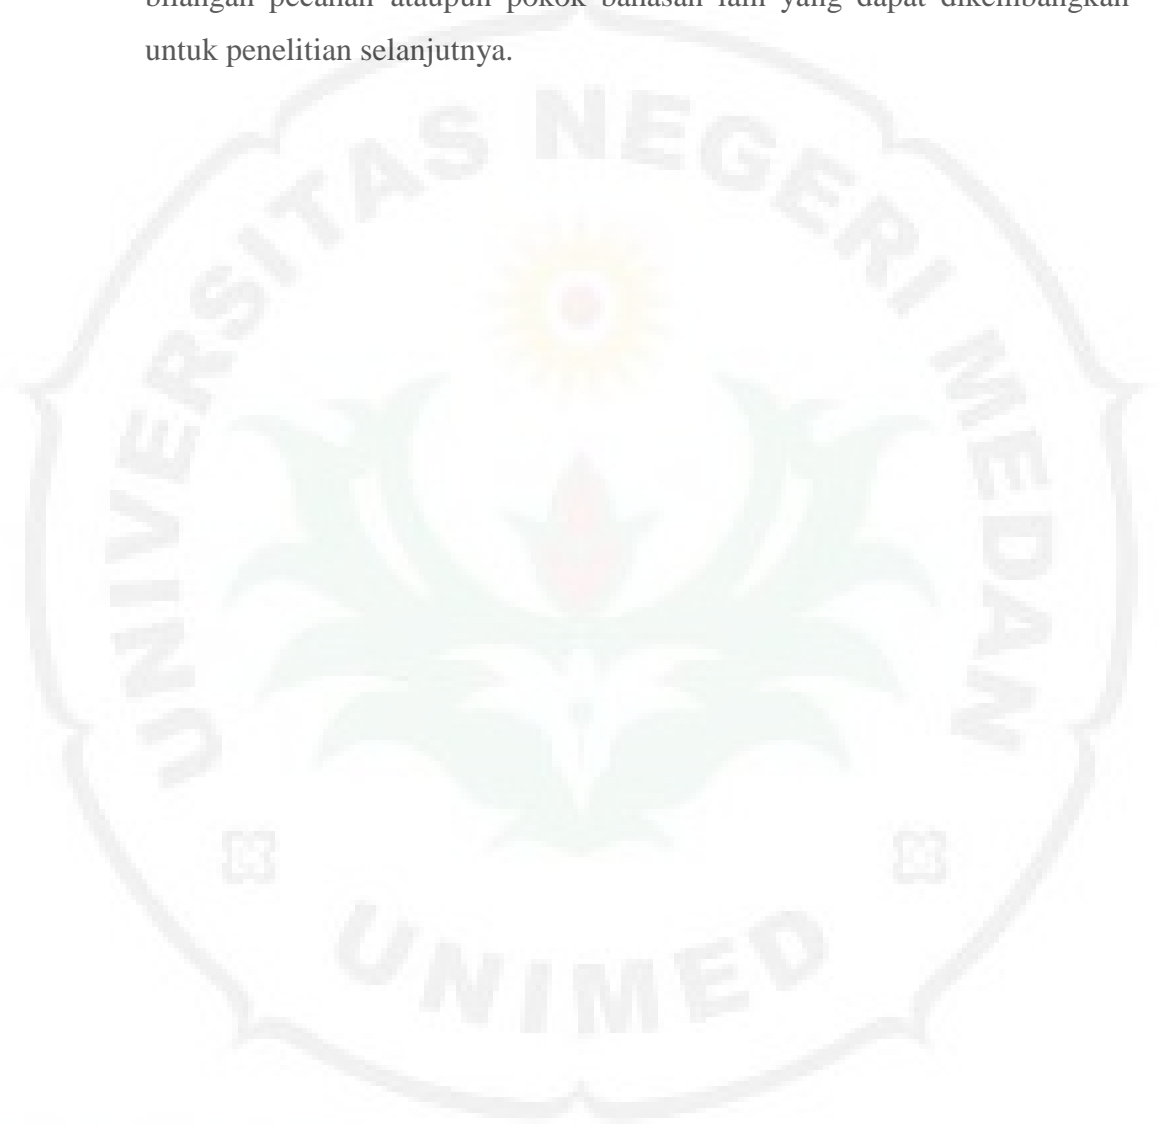 bilangan pecahan ataupun pokok bahasan lain yang dapat dikembangkan
untuk penelitian selanjutnya.
UNIVERSITAS NEGERI MEDAN
UNIMED